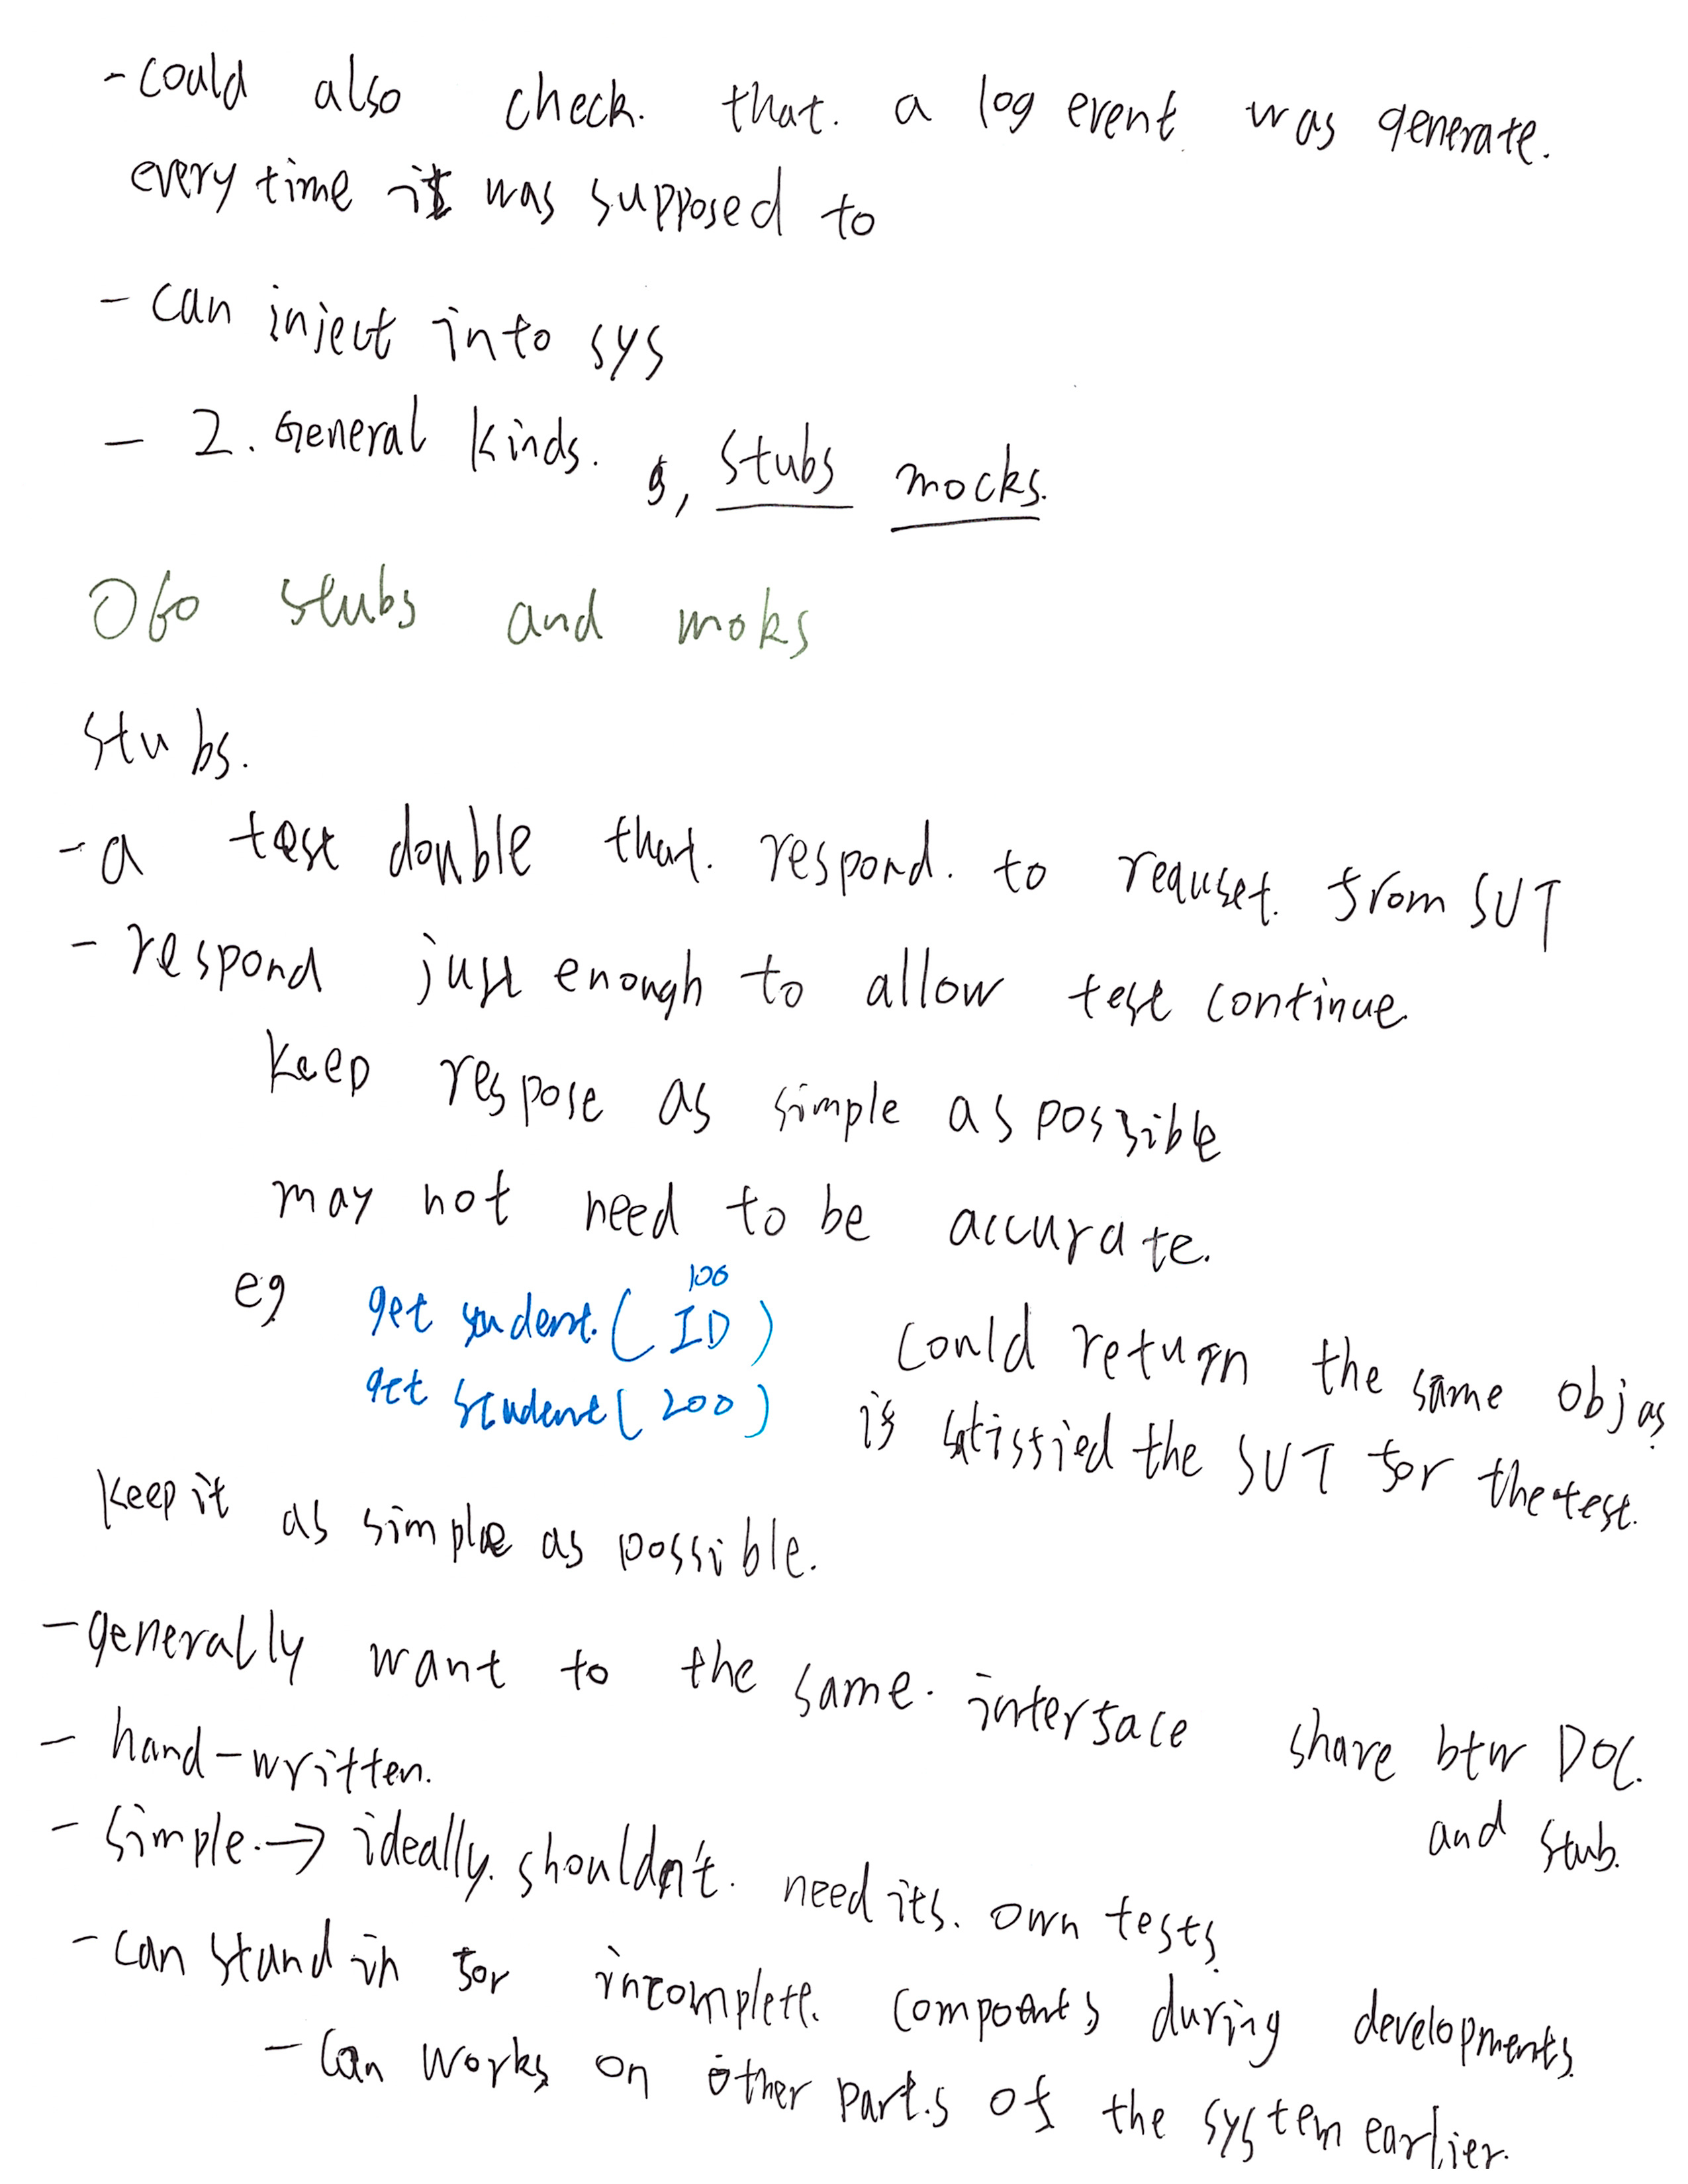 - could also check. that. a log event was generate.
every time it was supposed to
- can inject into sys
- 2. General kinds. , stubs mocks.
060 stubs and moks
stubs.
- a test double that. respond. to requset. from SUT
- respond just enough to allow test continue
keep respose as simple as possible
may not need to be accurate.
100
eg get student.( ID ) could return the same obj as
get student( 200 ) is satisfied the SUT for the test.
keep it as simple as possible.
- generally want to the same. interface share btw DOC.
and stub.
- hand-written.
- simple. → ideally. shouldn't. need its. own tests
- can stand in for incomplete. compoants during developments.
- can works on other parts of the system earlier.